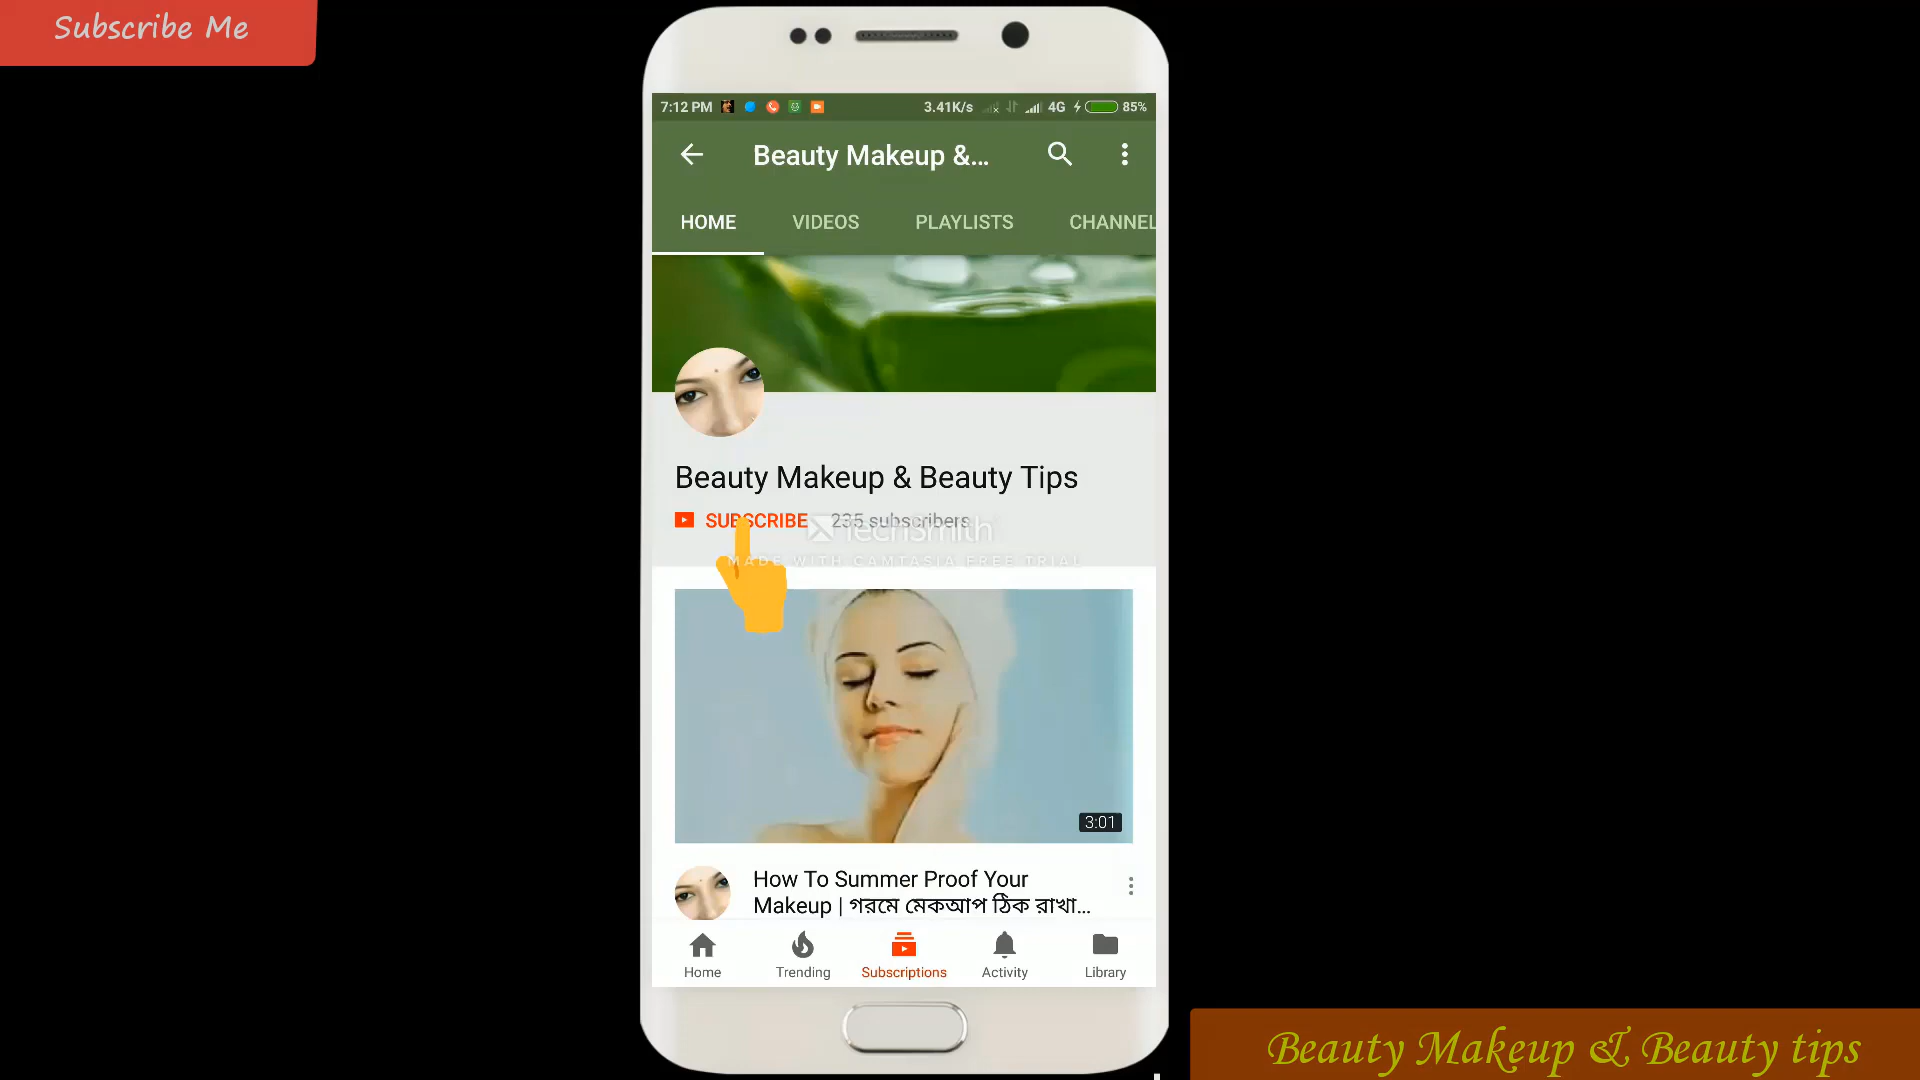 Subscribe Me
7:12 PM
3.41K/s 4G 85%
Beauty Makeup &...
HOME VIDEOS PLAYLISTS CHANNEL
Beauty Makeup & Beauty Tips
SUBSCRIBE 235 subscribers
TechSmith
MADE WITH CAMTASIA FREE TRIAL
3:01
How To Summer Proof Your
Makeup | গরমে মেকআপ ঠিক রাখা...
Home Trending Subscriptions Activity Library
Beauty Makeup & Beauty tips